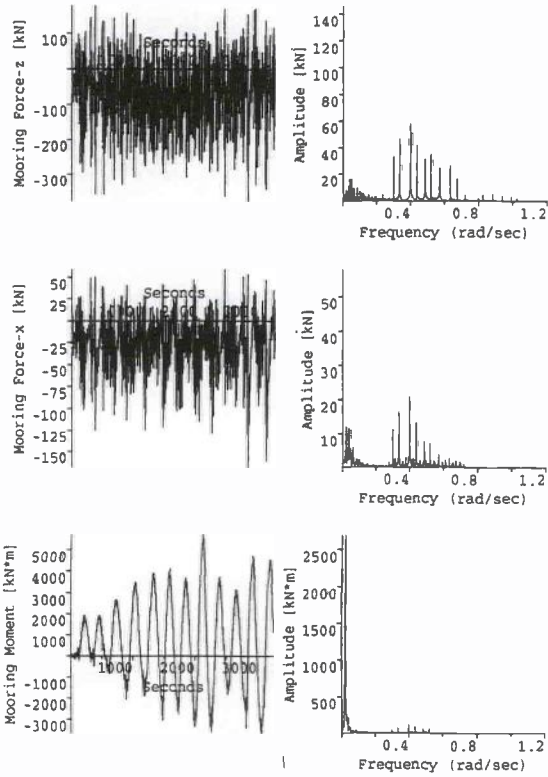 Mooring Force-z [kN]
100
-100
-200
-300
Seconds
Amplitude [kN]
140
120
100
80
60
40
20
0.4 0.8 1.2
Frequency (rad/sec)
Mooring Force-x [kN]
50
25
-25
-50
-75
-100
-125
-150
Seconds
Amplitude [kN]
50
40
30
20
10
0.4 0.8 1.2
Frequency (rad/sec)
Mooring Moment [kN*m]
5000
4000
3000
2000
1000
-1000
-2000
-3000
1000 2000 3000
Seconds
Amplitude [kN*m]
2500
2000
1500
1000
500
0.4 0.8 1.2
Frequency (rad/sec)